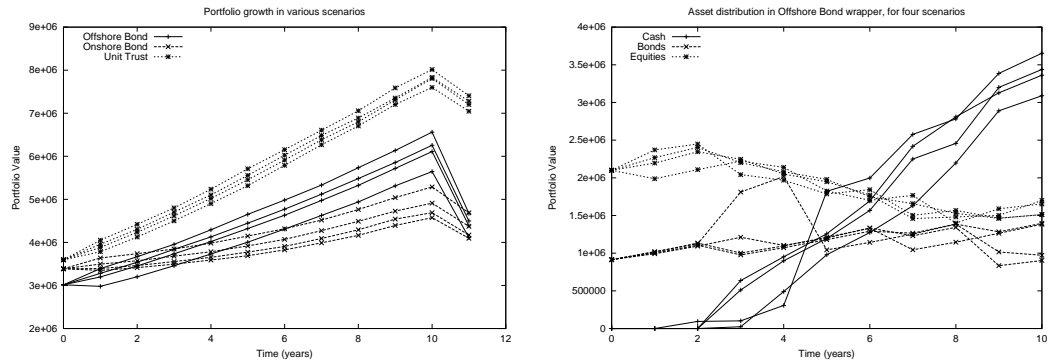 Portfolio growth in various scenarios
9e+06
8e+06
7e+06
6e+06
5e+06
4e+06
3e+06
2e+06
Portfolio Value
Offshore Bond
Onshore Bond
Unit Trust
0 2 4 6 8 10 12
Time (years)
Asset distribution in Offshore Bond wrapper, for four scenarios
4e+06
3.5e+06
3e+06
2.5e+06
2e+06
1.5e+06
1e+06
500000
0
Portfolio Value
Cash
Bonds
Equities
0 2 4 6 8 10
Time (years)